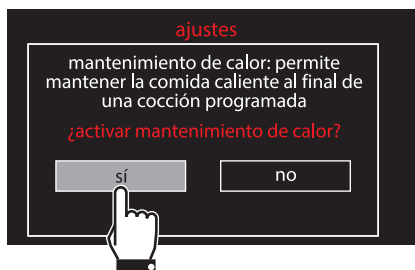 ajustes
mantenimiento de calor: permite
mantener la comida caliente al final de
una cocción programada
¿activar mantenimiento de calor?
sí no